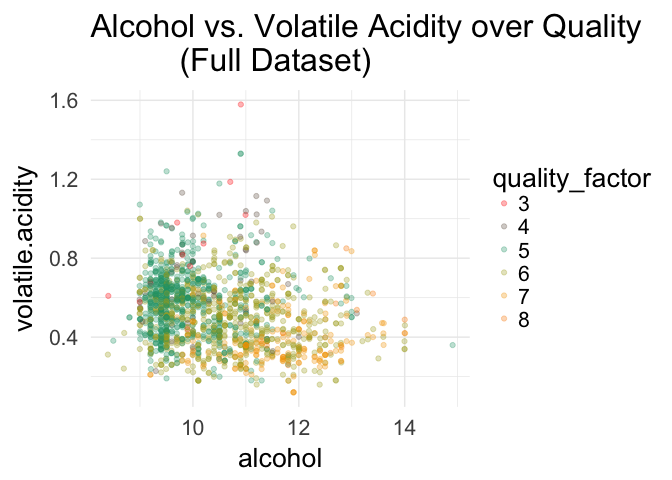 Alcohol vs. Volatile Acidity over Quality
(Full Dataset)
1.6
1.2
0.8
0.4
volatile.acidity
10
12
14
alcohol
quality_factor
3
4
5
6
7
8